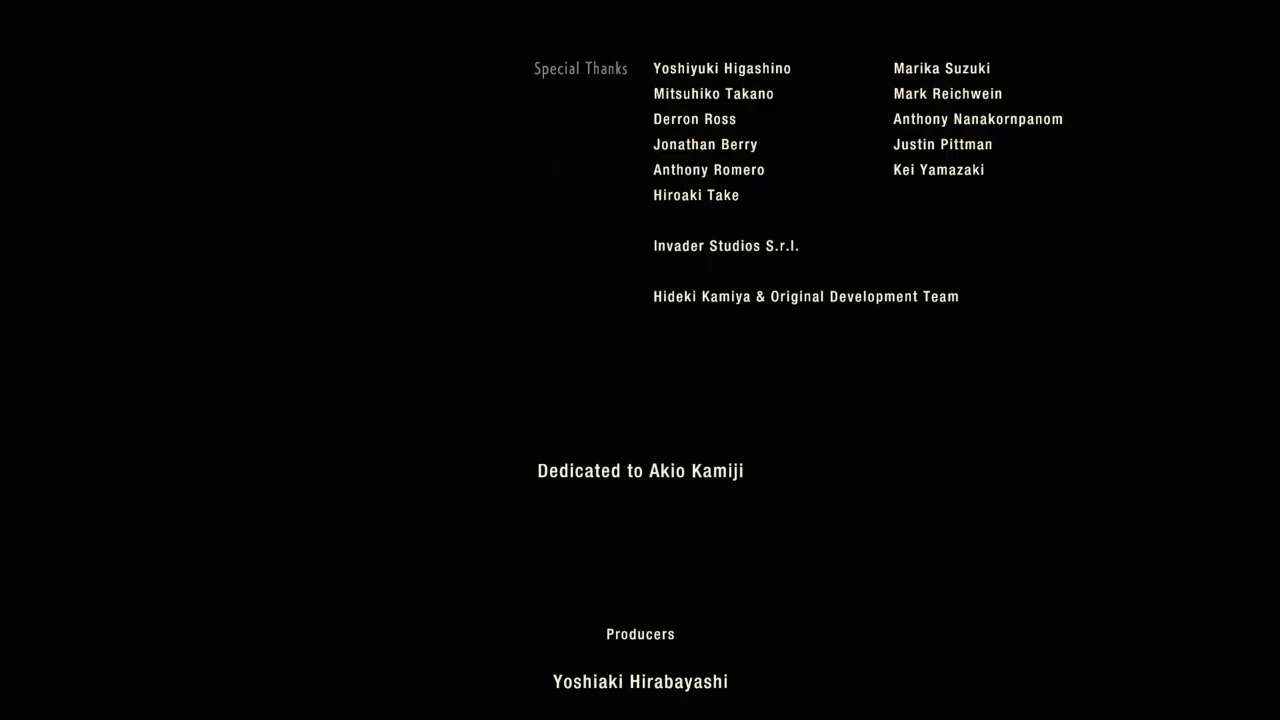 Special Thanks Yoshiyuki Higashino Marika Suzuki
Mitsuhiko Takano Mark Reichwein
Derron Ross Anthony Nanakornpanom
Jonathan Berry Justin Pittman
Anthony Romero Kei Yamazaki
Hiroaki Take
Invader Studios S.r.l.
Hideki Kamiya & Original Development Team
Dedicated to Akio Kamiji
Producers
Yoshiaki Hirabayashi